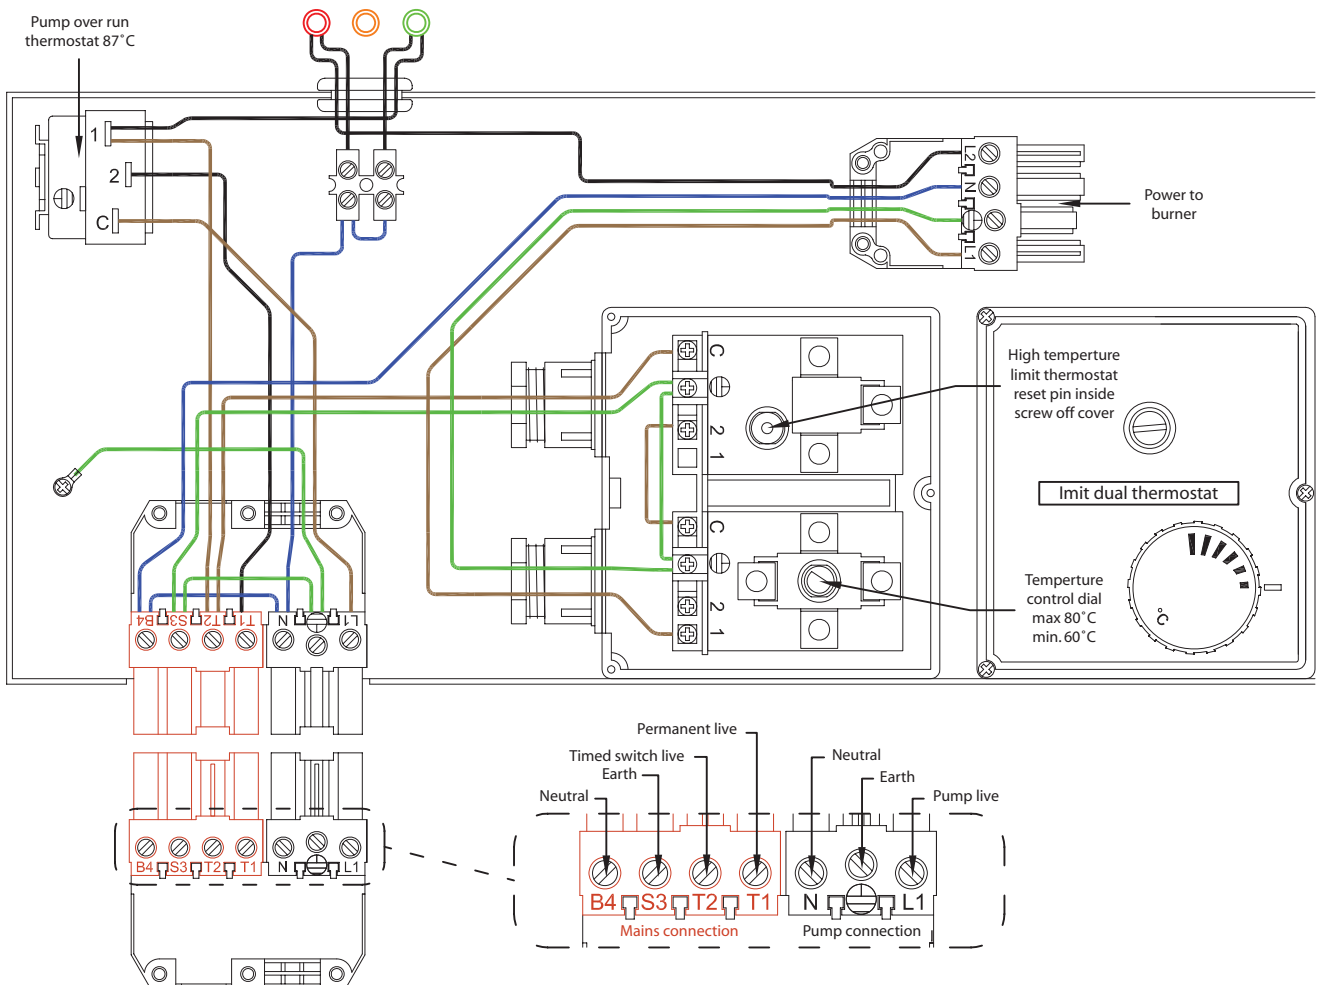 Pump over run
thermostat 87˚C
1
2
C
L2
N
L1
Power to
burner
C
2
1
C
2
1
High temperture
limit thermostat
reset pin inside
screw off cover
Imit dual thermostat
Temperture
control dial
max 80˚C
min. 60˚C
°C
B4 S3 T2 T1 N L1
B4 S3 T2 T1 N L1
Permanent live
Timed switch live
Earth
Neutral
Neutral
Earth
Pump live
B4 S3 T2 T1 N L1
Mains connection
Pump connection